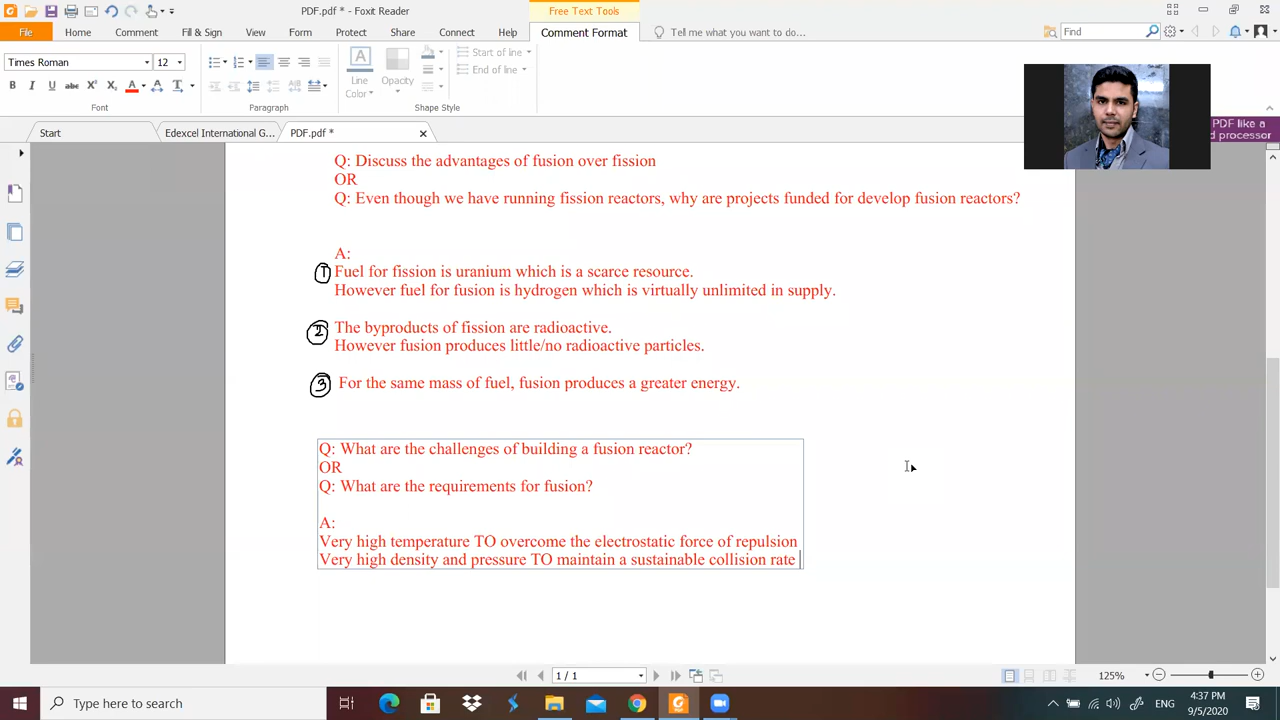 PDF.pdf * - Foxit Reader
Free Text Tools
File
Home
Comment
Fill & Sign
View
Form
Protect
Share
Connect
Help
Comment Format
Tell me what you want to do...
Find
Times Roman
12
Line
Color
Opacity
Start of line
End of line
Font
Paragraph
Shape Style
Start
Edexcel International G...
PDF.pdf *
PDF like a
d processor
Q: Discuss the advantages of fusion over fission
OR
Q: Even though we have running fission reactors, why are projects funded for develop fusion reactors?
A:
① Fuel for fission is uranium which is a scarce resource.
However fuel for fusion is hydrogen which is virtually unlimited in supply.
② The byproducts of fission are radioactive.
However fusion produces little/no radioactive particles.
③ For the same mass of fuel, fusion produces a greater energy.
Q: What are the challenges of building a fusion reactor?
OR
Q: What are the requirements for fusion?
A:
Very high temperature TO overcome the electrostatic force of repulsion
Very high density and pressure TO maintain a sustainable collision rate
1 / 1
125%
Type here to search
ENG
4:37 PM
9/5/2020